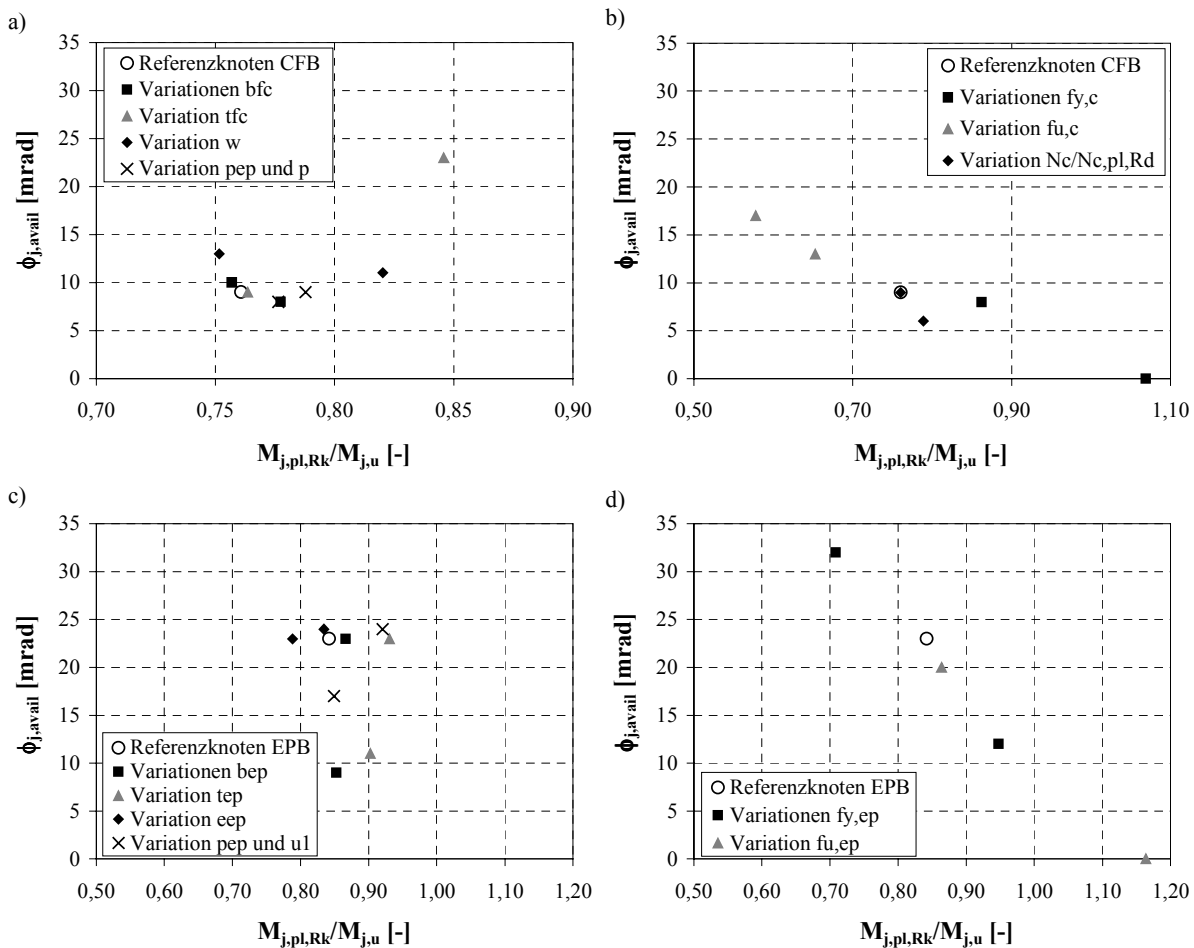 a)
35
30
25
20
15
10
5
0
ϕj,avail [mrad]
Referenzknoten CFB
Variationen bfc
Variation tfc
Variation w
Variation pep und p
0,70 0,75 0,80 0,85 0,90
Mj,pl,Rk/Mj,u [-]
b)
35
30
25
20
15
10
5
0
ϕj,avail [mrad]
Referenzknoten CFB
Variationen fy,c
Variation fu,c
Variation Nc/Nc,pl,Rd
0,50 0,70 0,90 1,10
Mj,pl,Rk/Mj,u [-]
c)
35
30
25
20
15
10
5
0
ϕj,avail [mrad]
Referenzknoten EPB
Variationen bep
Variation tep
Variation eep
Variation pep und u1
0,50 0,60 0,70 0,80 0,90 1,00 1,10 1,20
Mj,pl,Rk/Mj,u [-]
d)
35
30
25
20
15
10
5
0
ϕj,avail [mrad]
Referenzknoten EPB
Variationen fy,ep
Variation fu,ep
0,50 0,60 0,70 0,80 0,90 1,00 1,10 1,20
Mj,pl,Rk/Mj,u [-]